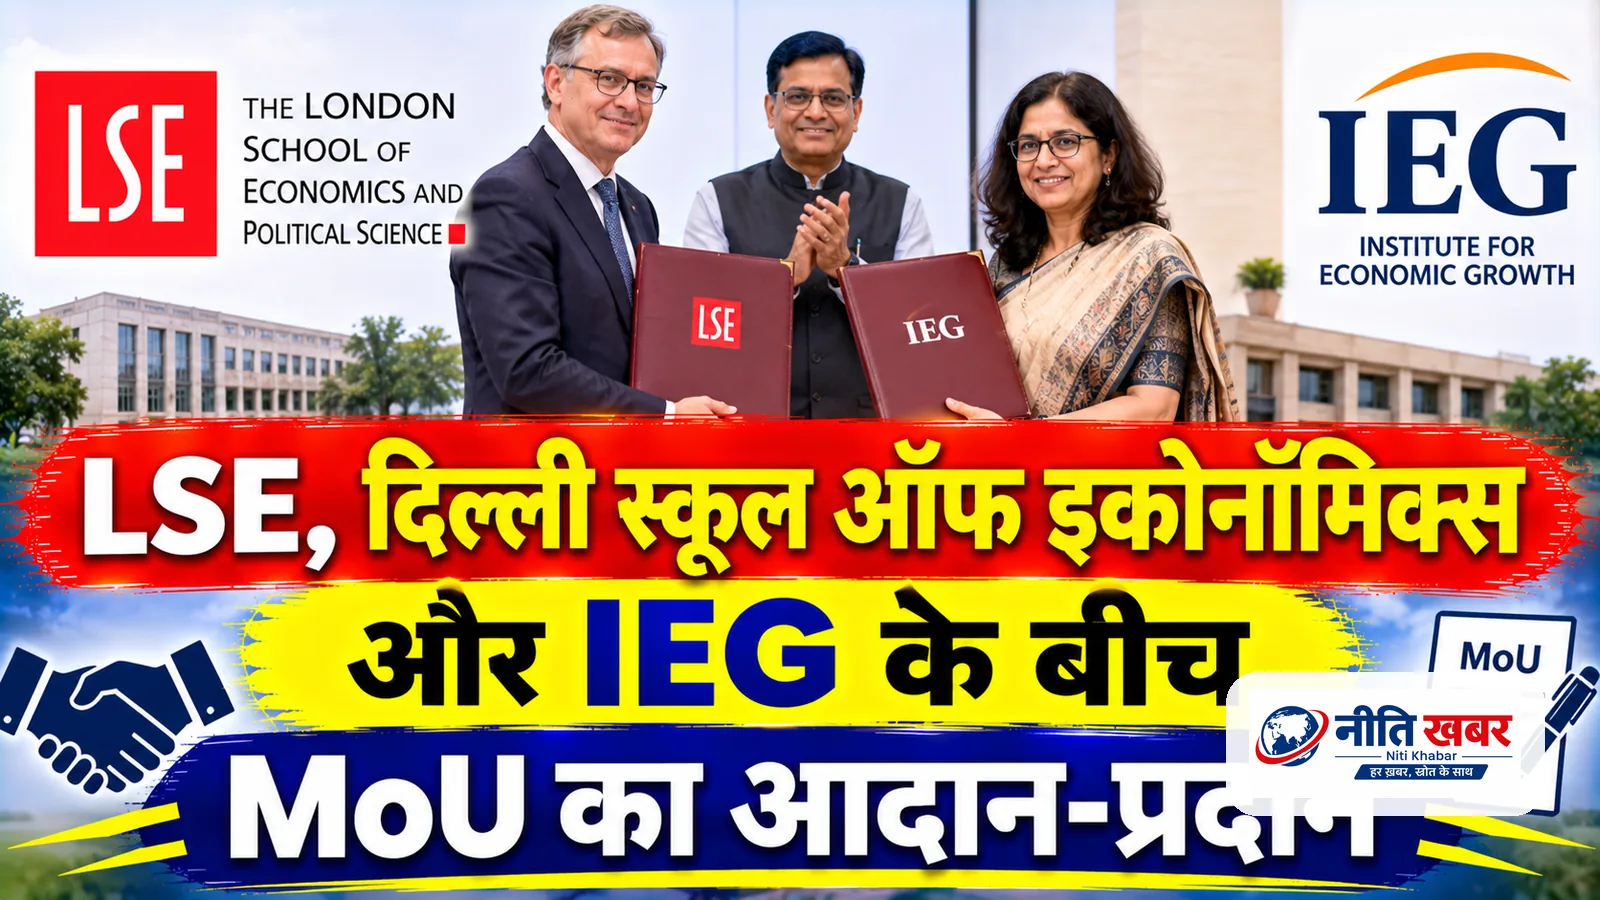 LSE
THE LONDON
SCHOOL OF
ECONOMICS AND
POLITICAL SCIENCE
IEG
INSTITUTE FOR
ECONOMIC GROWTH
LSE
IEG
LSE, दिल्ली स्कूल ऑफ इकोनॉमिक्स
और IEG के बीच
MoU का आदान-प्रदान
MoU
नीति खबर
Niti Khabar
हर ख़बर, स्रोत के साथ